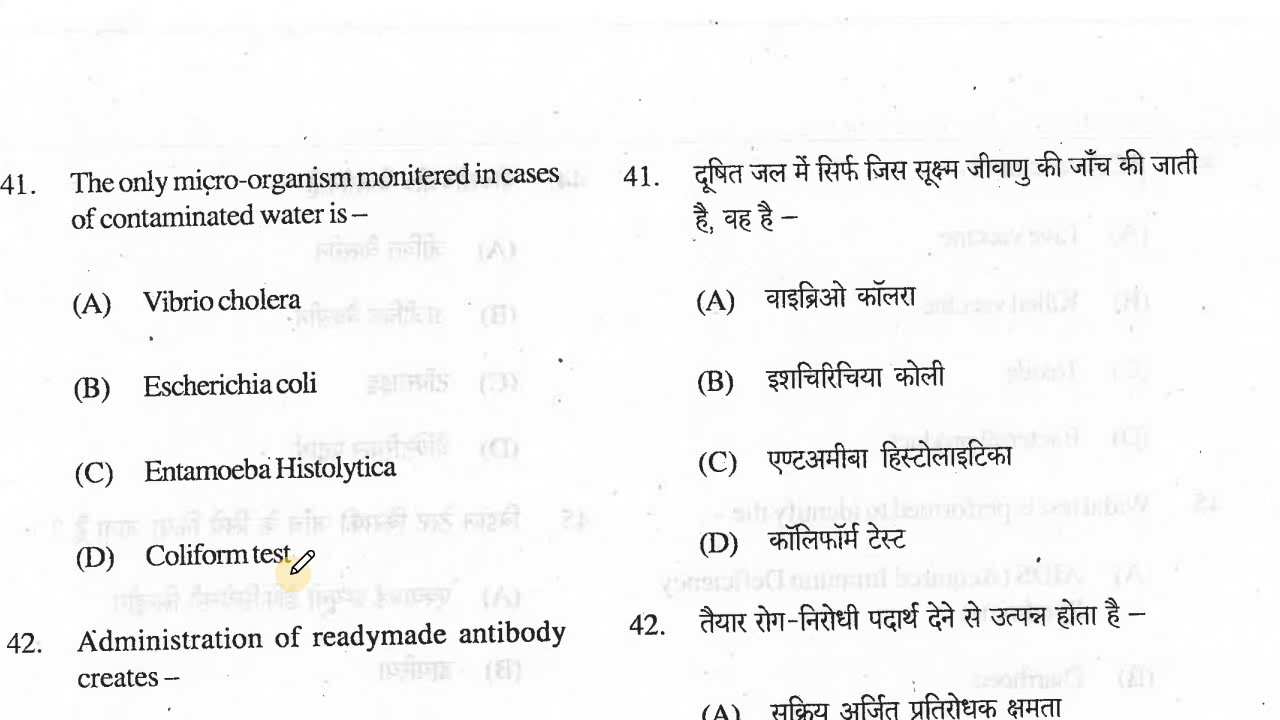 41. The only micro-organism monitered in cases
of contaminated water is –
(A) Vibrio cholera
(B) Escherichia coli
(C) Entamoeba Histolytica
(D) Coliform test
42. Administration of readymade antibody
creates –
41. दूषित जल में सिर्फ जिस सूक्ष्म जीवाणु की जाँच की जाती
है, वह है –
(A) वाइब्रिओ कॉलरा
(B) इशचिरिचिया कोली
(C) एण्टअमीबा हिस्टोलाइटिका
(D) कॉलिफॉर्म टेस्ट
42. तैयार रोग-निरोधी पदार्थ देने से उत्पन्न होता है –
(A) सक्रिय अर्जित प्रतिरोधक क्षमता